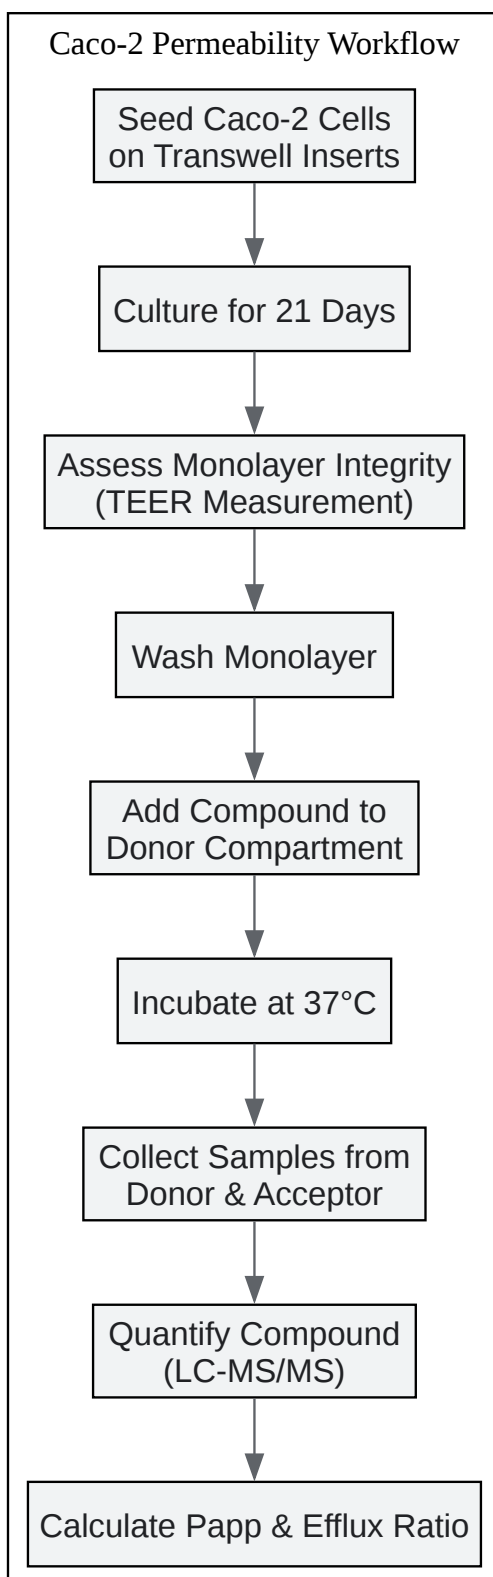 Caco-2 Permeability Workflow
Seed Caco-2 Cells
on Transwell Inserts
Culture for 21 Days
Assess Monolayer Integrity
(TEER Measurement)
Wash Monolayer
Add Compound to
Donor Compartment
Incubate at 37°C
Collect Samples from
Donor & Acceptor
Quantify Compound
(LC-MS/MS)
Calculate Papp & Efflux Ratio